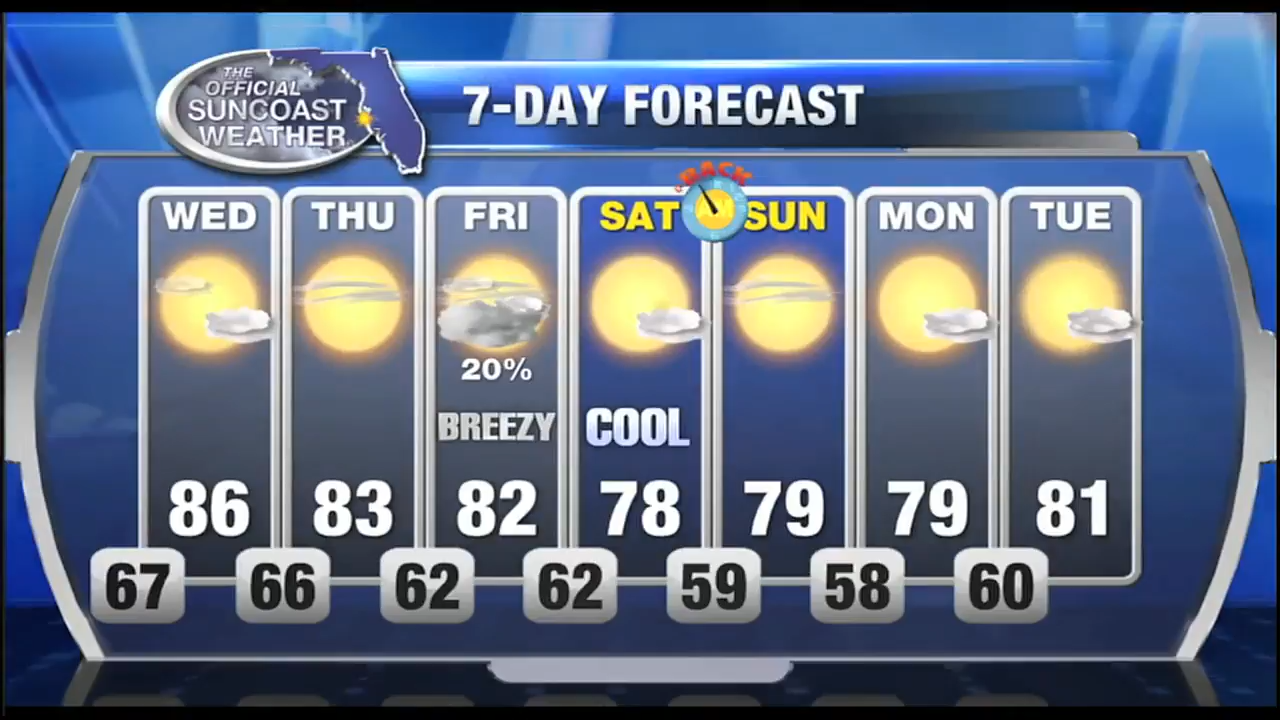 THE
OFFICIAL
SUNCOAST
WEATHER
7-DAY FORECAST
BACK
WED THU FRI SAT SUN MON TUE
20%
BREEZY COOL
86 83 82 78 79 79 81
67 66 62 62 59 58 60